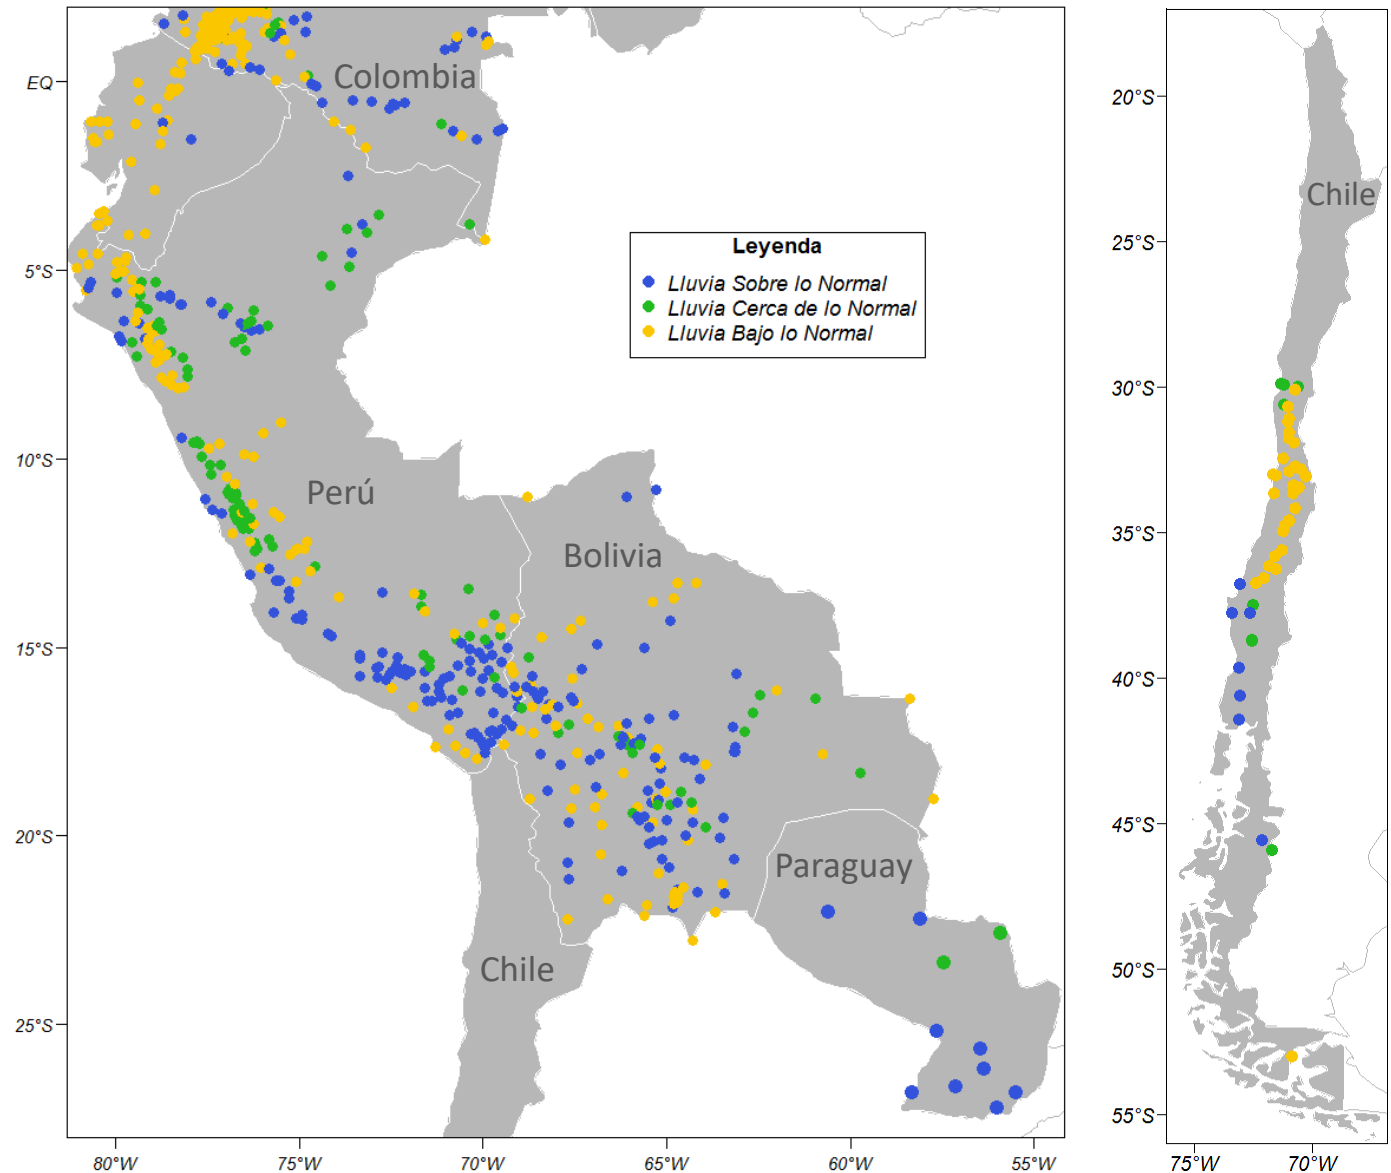 Colombia
EQ
Leyenda
Lluvia Sobre lo Normal
Lluvia Cerca de lo Normal
Lluvia Bajo lo Normal
5°S
10°S
Perú
Bolivia
15°S
20°S
Paraguay
Chile
25°S
80°W 75°W 70°W 65°W 60°W 55°W
20°S
Chile
25°S
30°S
35°S
40°S
45°S
50°S
55°S
75°W 70°W